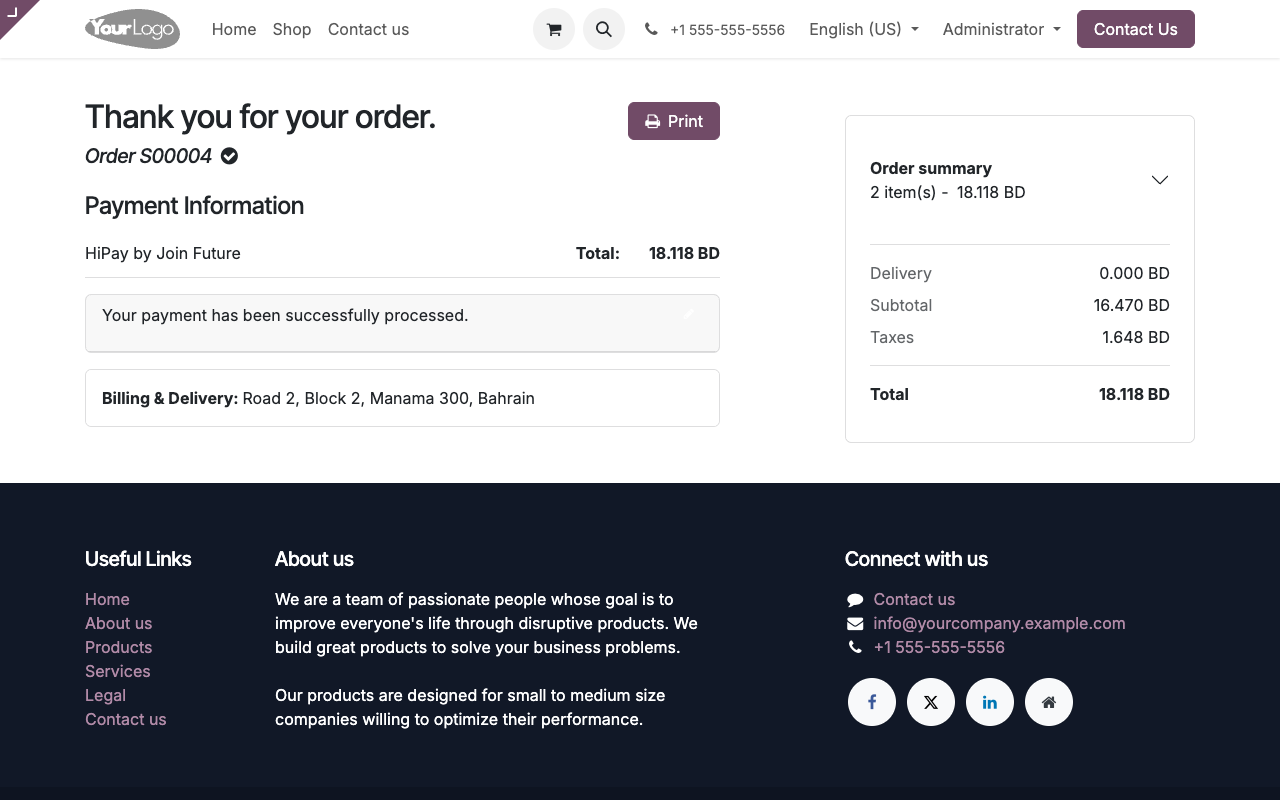 YourLogo
Home
Shop
Contact us
+1 555-555-5556
English (US)
Administrator
Contact Us
Thank you for your order.
Print
Order S00004
Payment Information
HiPay by Join Future
Total: 18.118 BD
Your payment has been successfully processed.
Billing & Delivery: Road 2, Block 2, Manama 300, Bahrain
Order summary
2 item(s) - 18.118 BD
Delivery 0.000 BD
Subtotal 16.470 BD
Taxes 1.648 BD
Total 18.118 BD
Useful Links
Home
About us
Products
Services
Legal
Contact us
About us
We are a team of passionate people whose goal is to
improve everyone's life through disruptive products. We
build great products to solve your business problems.
Our products are designed for small to medium size
companies willing to optimize their performance.
Connect with us
Contact us
info@yourcompany.example.com
+1 555-555-5556